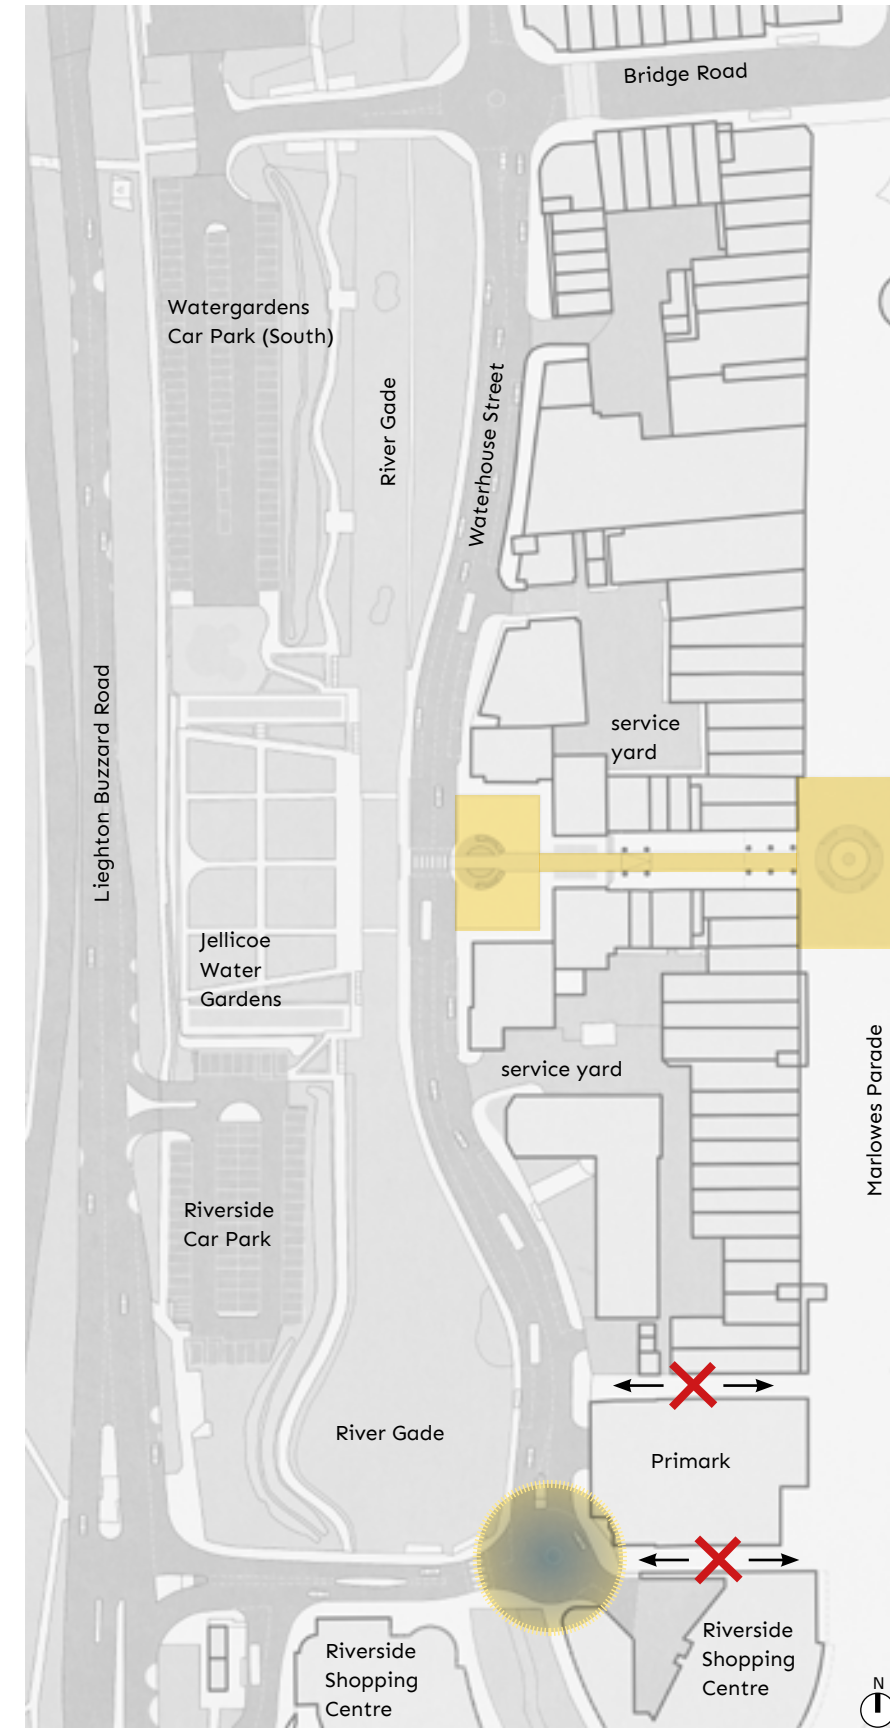 Bridge Road
Watergardens
Car Park (South)
River Gade
Waterhouse Street
Lieghton Buzzard Road
service
yard
Jellicoe
Water
Gardens
service yard
Marlowes Parade
Riverside
Car Park
River Gade
Primark
Riverside
Shopping
Centre
Riverside
Shopping
Centre
N